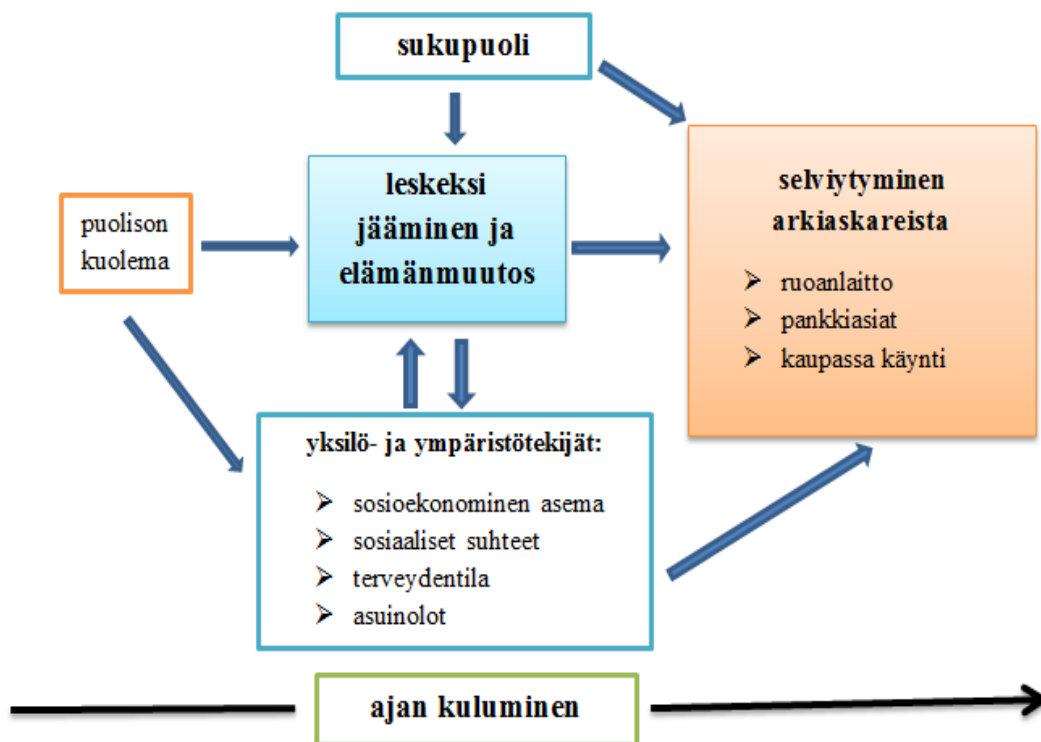 sukupuoli
puolison
kuolema
leskeksi
jääminen ja
elämänmuutos
selviytyminen
arkiaskareista
ruoanlaitto
pankkiasiat
kaupassa käynti
yksilö- ja ympäristötekijät:
sosioekonominen asema
sosiaaliset suhteet
terveydentila
asuinolot
ajan kuluminen